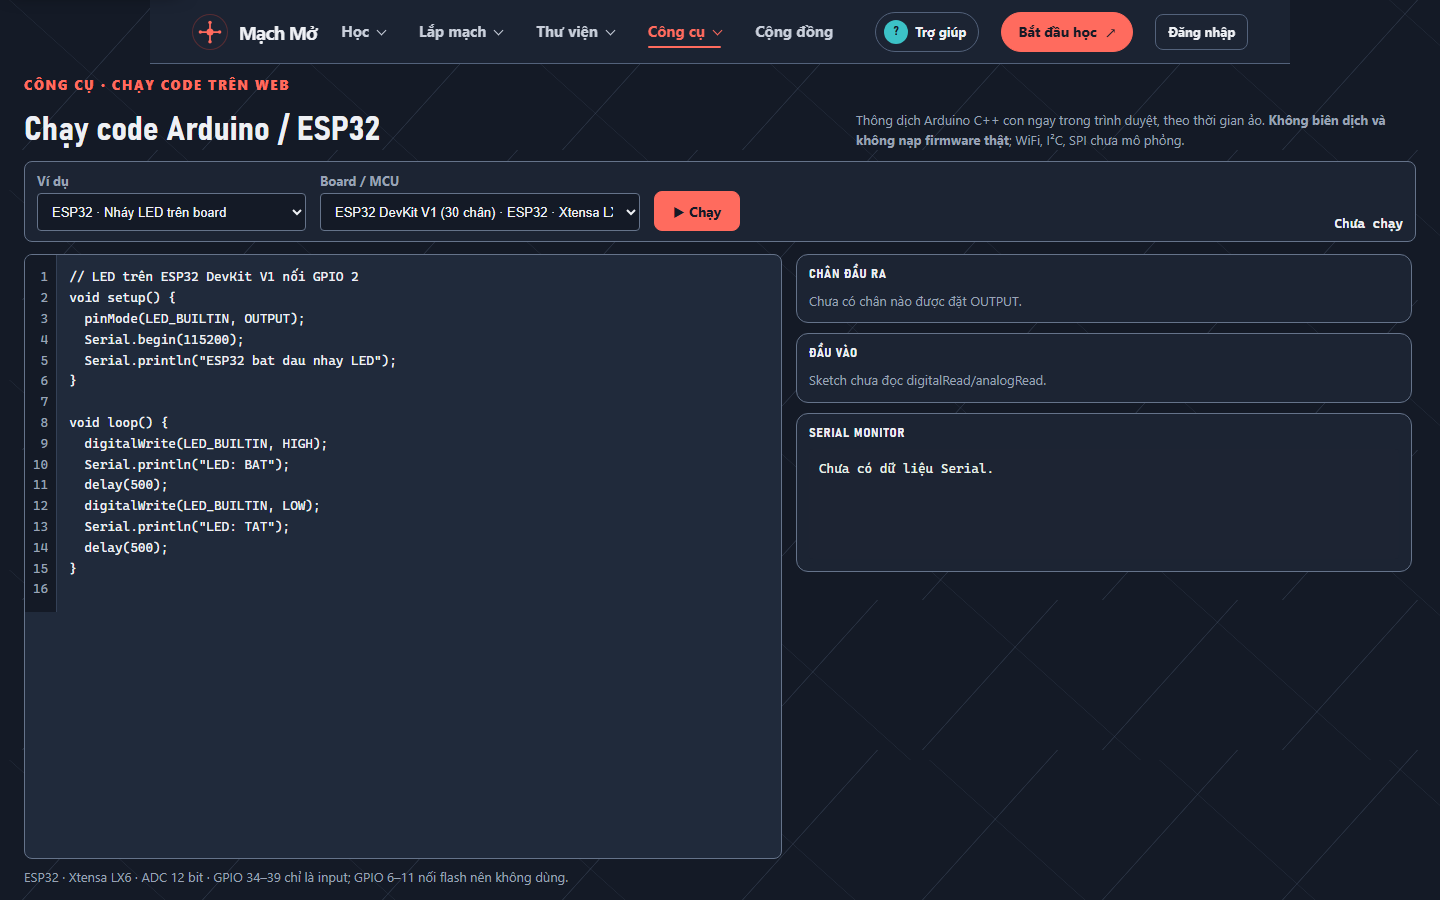 Mạch Mở
Học
Lắp mạch
Thư viện
Công cụ
Cộng đồng
? Trợ giúp
Bắt đầu học ↗
Đăng nhập
CÔNG CỤ · CHẠY CODE TRÊN WEB
Chạy code Arduino / ESP32
Thông dịch Arduino C++ con ngay trong trình duyệt, theo thời gian ảo. Không biên dịch và
không nạp firmware thật; WiFi, I²C, SPI chưa mô phỏng.
Ví dụ
Board / MCU
ESP32 · Nháy LED trên board
ESP32 DevKit V1 (30 chân) · ESP32 · Xtensa L
▶ Chạy
Chưa chạy
1 // LED trên ESP32 DevKit V1 nối GPIO 2
2 void setup() {
3 pinMode(LED_BUILTIN, OUTPUT);
4 Serial.begin(115200);
5 Serial.println("ESP32 bat dau nhay LED");
6 }
7
8 void loop() {
9 digitalWrite(LED_BUILTIN, HIGH);
10 Serial.println("LED: BAT");
11 delay(500);
12 digitalWrite(LED_BUILTIN, LOW);
13 Serial.println("LED: TAT");
14 delay(500);
15 }
16
CHÂN ĐẦU RA
Chưa có chân nào được đặt OUTPUT.
ĐẦU VÀO
Sketch chưa đọc digitalRead/analogRead.
SERIAL MONITOR
Chưa có dữ liệu Serial.
ESP32 · Xtensa LX6 · ADC 12 bit · GPIO 34–39 chỉ là input; GPIO 6–11 nối flash nên không dùng.